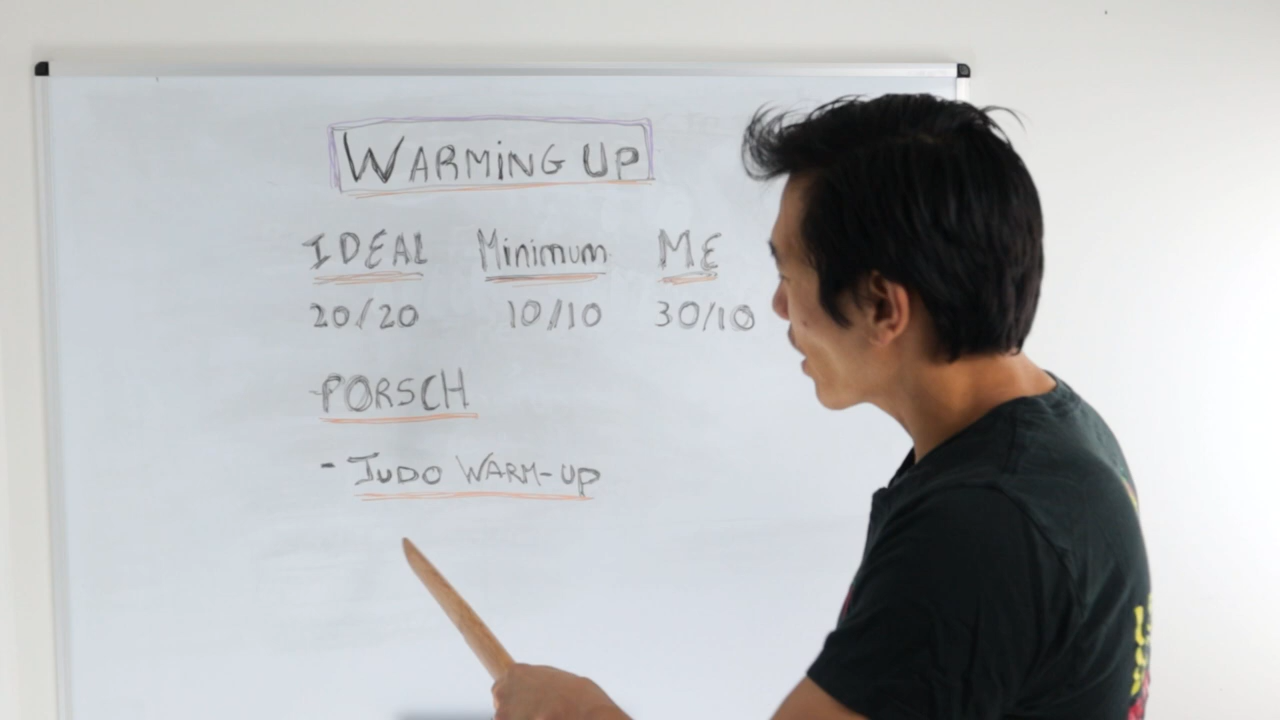 WARMiNG UP
IDEAL Minimum ME
20/20 10/10 30/10
-PORSCH
- JUDO WARM-UP